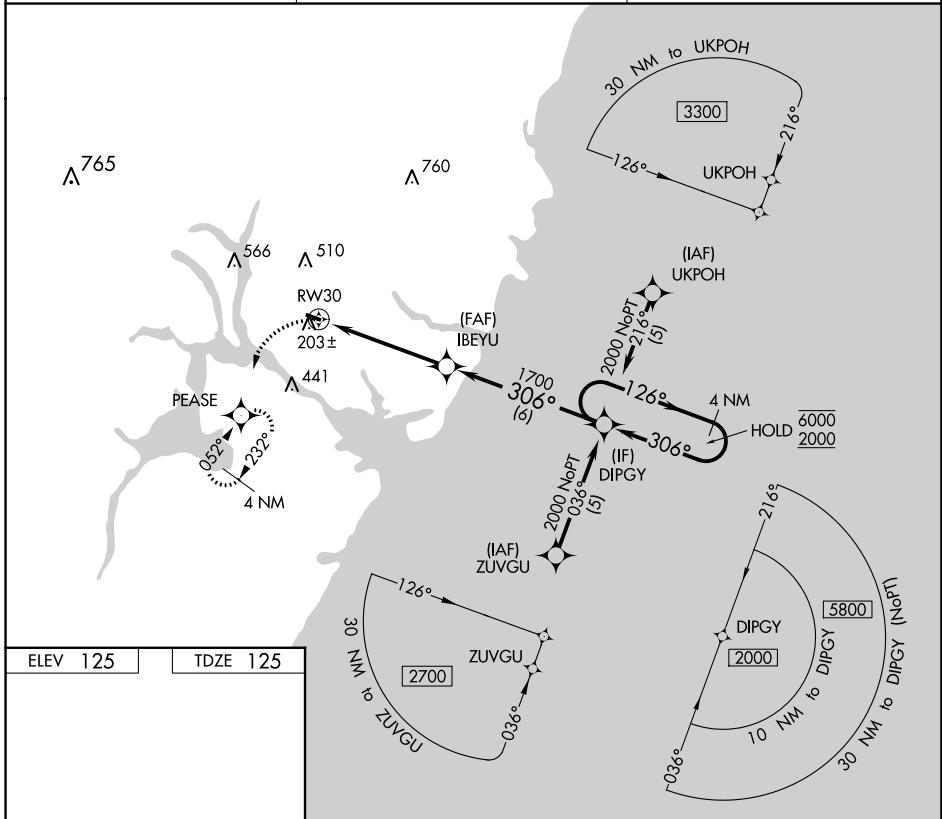 30 NM to UKPOH
3300
216°
126°
UKPOH
765
760
566
510
(IAF)
UKPOH
RW30
2000 NoPT
216°
(5)
(FAF)
IBEYU
203±
1700
306°
(6)
126°
4 NM
441
PEASE
HOLD 6000
2000
306°
(IF)
DIPGY
052°
232°
4 NM
2000 NoPT
036°
(5)
216°
(IAF)
ZUVGU
126°
5800
DIPGY
2000
30 NM to ZUVGU
ZUVGU
2700
036°
10 NM to DIPGY
30 NM to DIPGY (NoPT)
036°
ELEV 125
TDZE 125